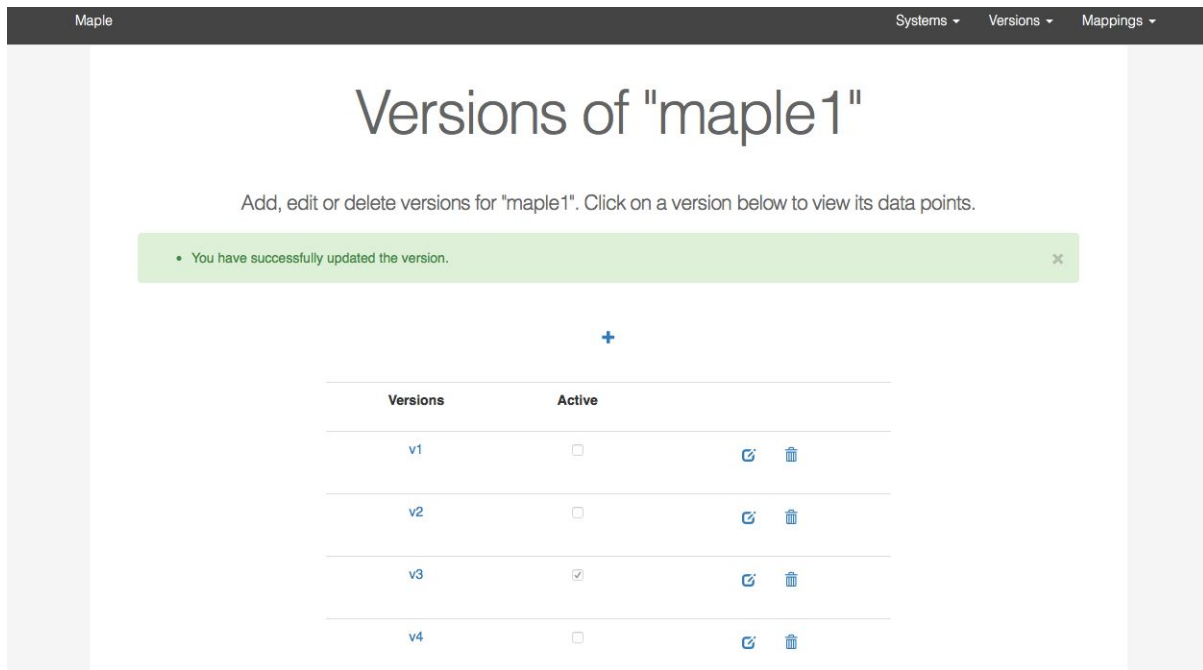 Maple Systems Versions Mappings
Versions of "maple1"
Add, edit or delete versions for "maple1". Click on a version below to view its data points.
• You have successfully updated the version. ×
+
Versions Active
v1
v2
v3
v4